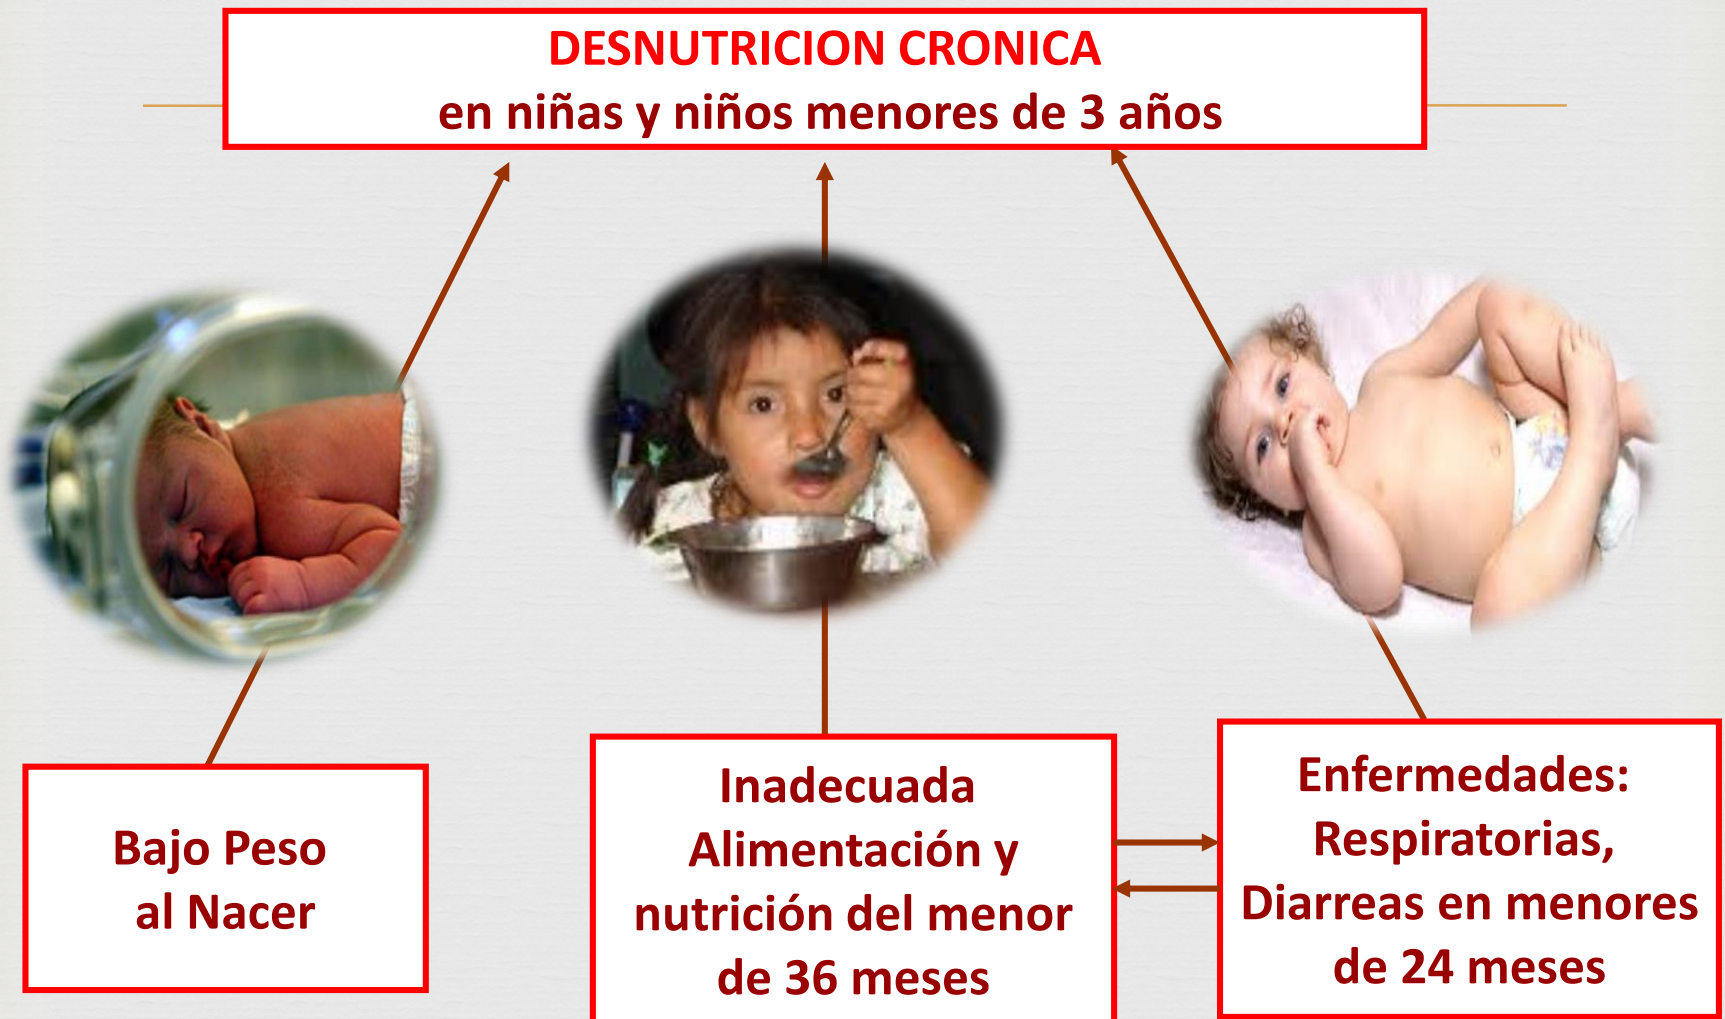 DESNUTRICION CRONICA
en niñas y niños menores de 3 años
Bajo Peso
al Nacer
Inadecuada
Alimentación y
nutrición del menor
de 36 meses
Enfermedades:
Respiratorias,
Diarreas en menores
de 24 meses